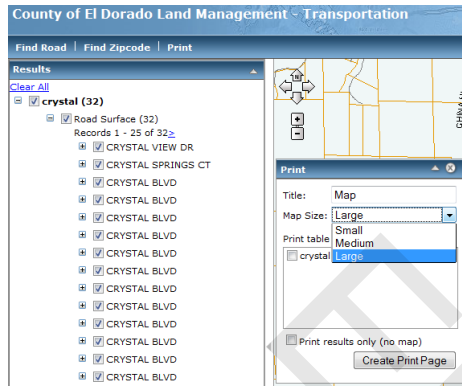 County of El Dorado Land Management - Transportation
Find Road | Find Zipcode | Print
Results
Clear All
crystal (32)
Road Surface (32)
Records 1 - 25 of 32>
CRYSTAL VIEW DR
CRYSTAL SPRINGS CT
CRYSTAL BLVD
CRYSTAL BLVD
CRYSTAL BLVD
CRYSTAL BLVD
CRYSTAL BLVD
CRYSTAL BLVD
CRYSTAL BLVD
CRYSTAL BLVD
CRYSTAL BLVD
CRYSTAL BLVD
CRYSTAL BLVD
CRYSTAL BLVD
N
CHINA
Print
Title: Map
Map Size: Large
Small
Medium
Large
Print table
crystal
Print results only (no map)
Create Print Page